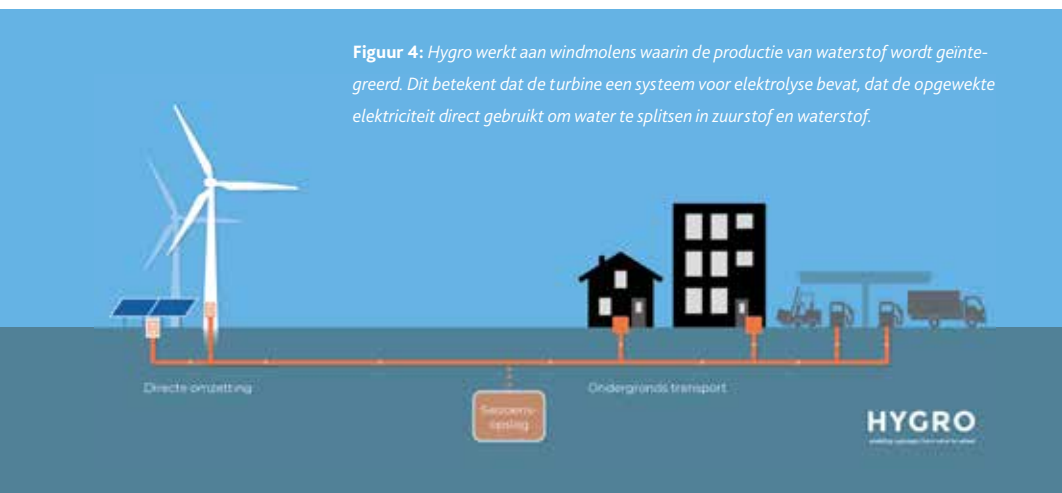 Figuur 4: Hygro werkt aan windmolens waarin de productie van waterstof wordt geïnte-
greerd. Dit betekent dat de turbine een systeem voor elektrolyse bevat, dat de opgewekte
elektriciteit direct gebruikt om water te splitsen in zuurstof en waterstof.
Directe omzetting
Ondergronds transport
Seizoens-
opslag
HYGRO